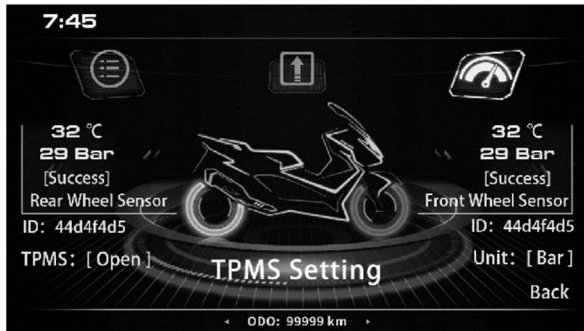 7:45
32 °C
29 Bar
[Success]
Rear Wheel Sensor
ID: 44d4f4d5
TPMS: [ Open ]
32 °C
29 Bar
[Success]
Front Wheel Sensor
ID: 44d4f4d5
Unit: [ Bar ]
TPMS Setting
Back
ODO: 99999 km